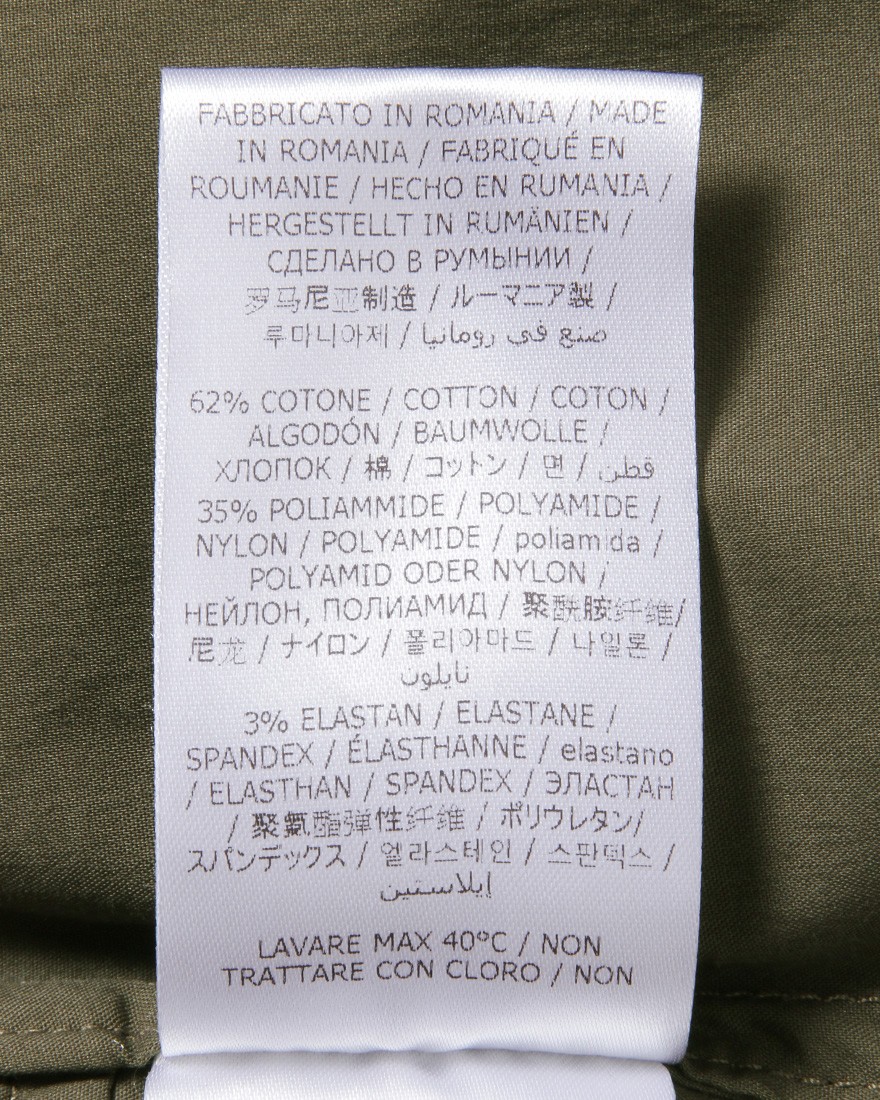 FABBRICATO IN ROMANIA / MADE
IN ROMANIA / FABRIQUÉ EN
ROUMANIE / HECHO EN RUMANIA /
HERGESTELLT IN RUMÄNIEN /
СДЕЛАНО В РУМЫНИИ /
罗马尼亚制造 / ルーマニア製 /
루마니아제 / صنع في رومانيا
62% COTONE / COTTON / COTON /
ALGODÓN / BAUMWOLLE /
ХЛОПОК / 棉 / コットン / 면 / قطن
35% POLIAMMIDE / POLYAMIDE /
NYLON / POLYAMIDE / poliamida /
POLYAMID ODER NYLON /
НЕЙЛОН, ПОЛИАМИД / 聚酰胺纤维/
尼龙 / ナイロン / 폴리아마드 / 나일론 /
نايلون
3% ELASTAN / ELASTANE /
SPANDEX / ÉLASTHANNE / elastano
/ ELASTHAN / SPANDEX / ЭЛАСТАН
/ 聚氨酯弹性纤维 / ポリウレタン/
スパンデックス / 엘라스테인 / 스판덱스 /
إيلاستين
LAVARE MAX 40°C / NON
TRATTARE CON CLORO / NON